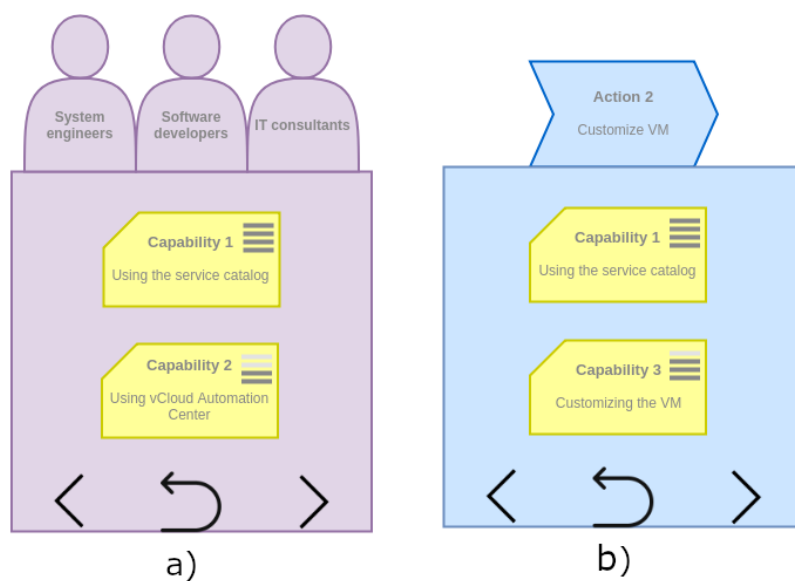 System
engineers
Software
developers
IT consultants
Capability 1
Using the service catalog
Capability 2
Using vCloud Automation
Center
a)
Action 2
Customize VM
Capability 1
Using the service catalog
Capability 3
Customizing the VM
b)